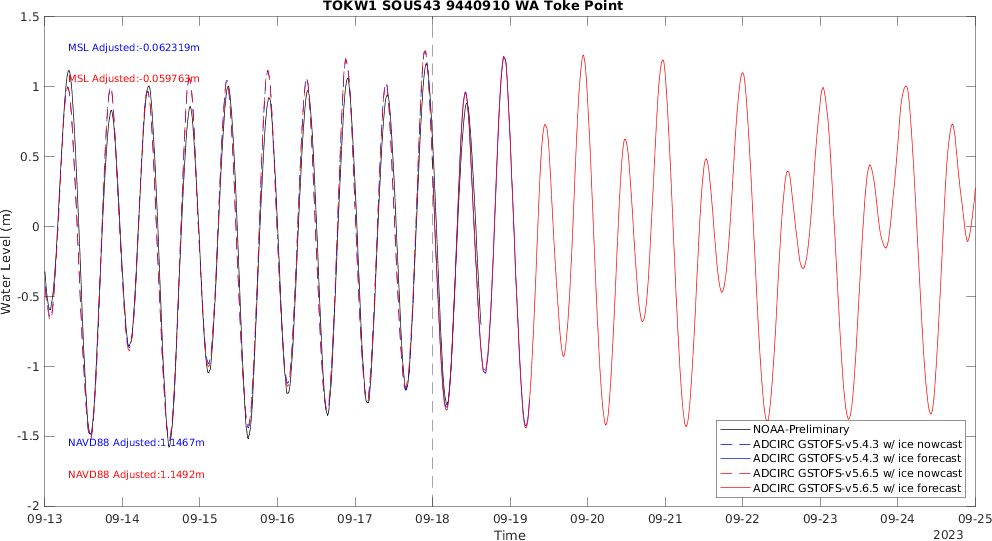 TOKW1 SOUS43 9440910 WA Toke Point
1.5
1
0.5
0
-0.5
-1
-1.5
-2
Water Level (m)
MSL Adjusted:-0.062319m
MSL Adjusted:-0.059763m
NAVD88 Adjusted:1.1467m
NAVD88 Adjusted:1.1492m
NOAA-Preliminary
ADCIRC GSTOFS-v5.4.3 w/ ice nowcast
ADCIRC GSTOFS-v5.4.3 w/ ice forecast
ADCIRC GSTOFS-v5.6.5 w/ ice nowcast
ADCIRC GSTOFS-v5.6.5 w/ ice forecast
09-13 09-14 09-15 09-16 09-17 09-18 09-19 09-20 09-21 09-22 09-23 09-24 09-25
Time
2023